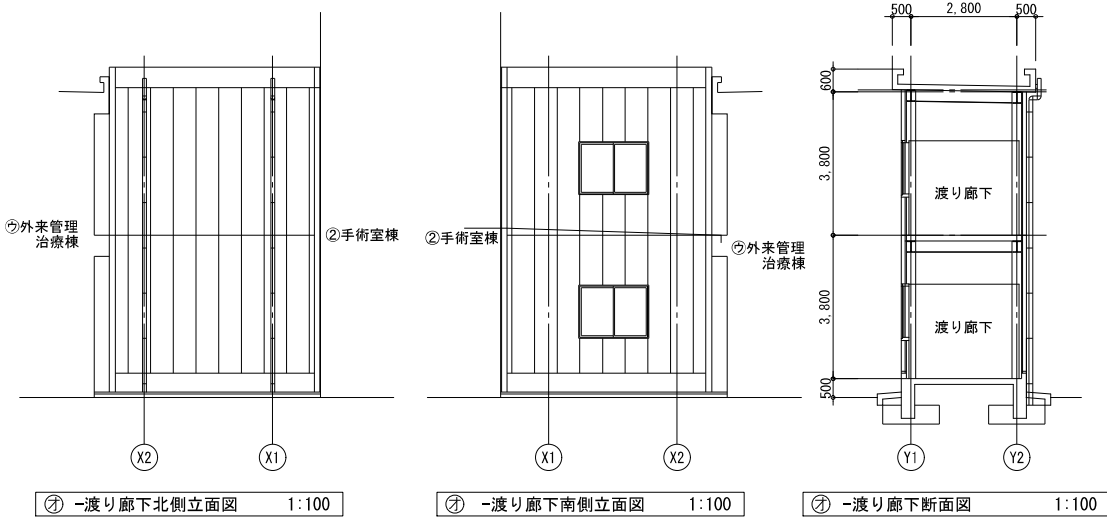 500 2,800 500
600
3,800
3,800
500
㋒外来管理
治療棟
②手術室棟
②手術室棟
㋒外来管理
治療棟
渡り廊下
渡り廊下
X2 X1
X1 X2
Y1 Y2
㋔ -渡り廊下北側立面図 1:100
㋔ -渡り廊下南側立面図 1:100
㋔ -渡り廊下断面図 1:100